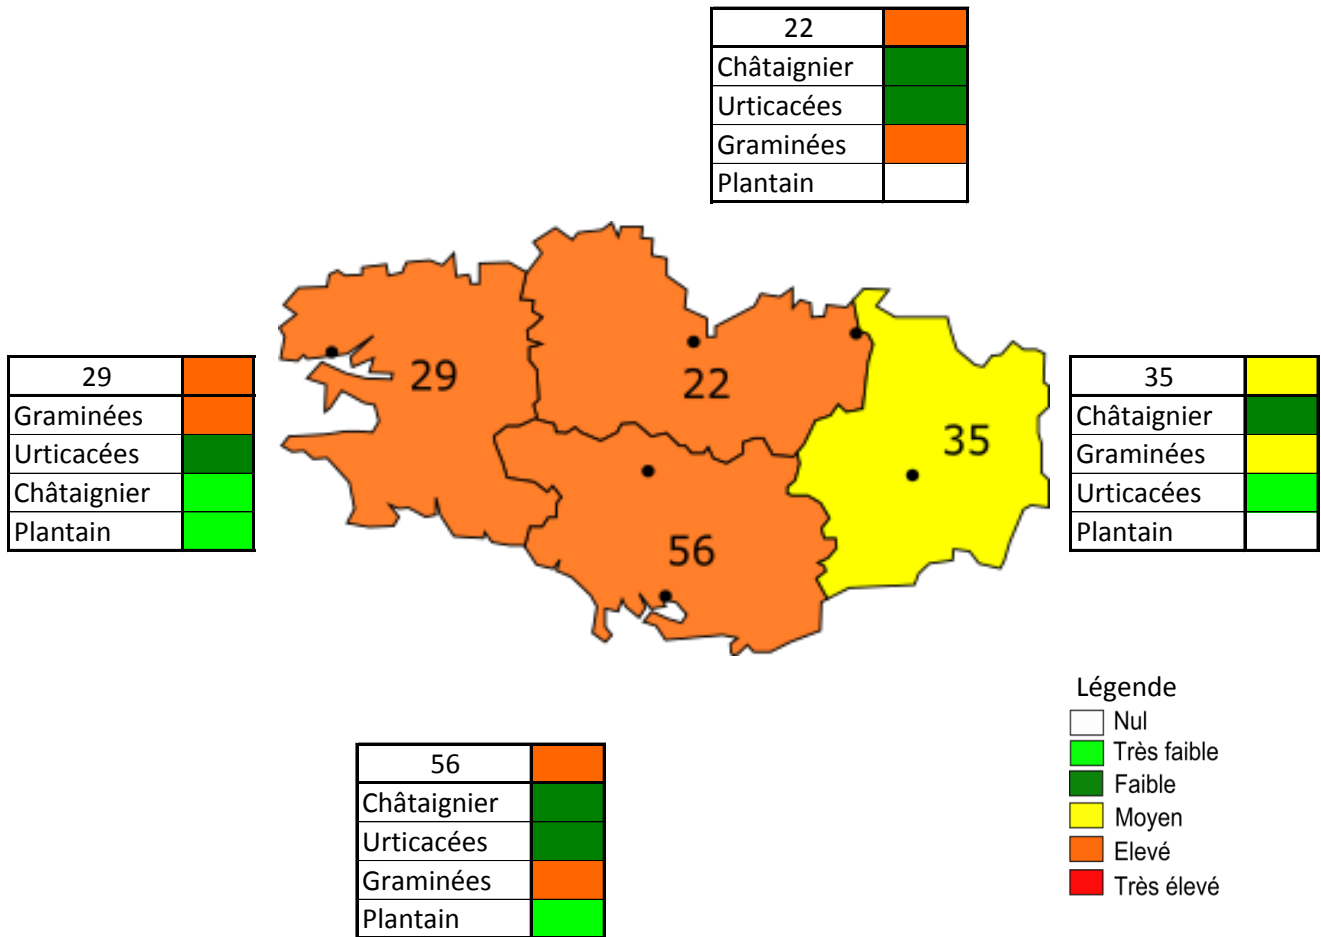 22
Châtaignier
Urticacées
Graminées
Plantain
29
Graminées
Urticacées
Châtaignier
Plantain
29
22
35
56
35
Châtaignier
Graminées
Urticacées
Plantain
56
Châtaignier
Urticacées
Graminées
Plantain
Légende
Nul
Très faible
Faible
Moyen
Elevé
Très élevé